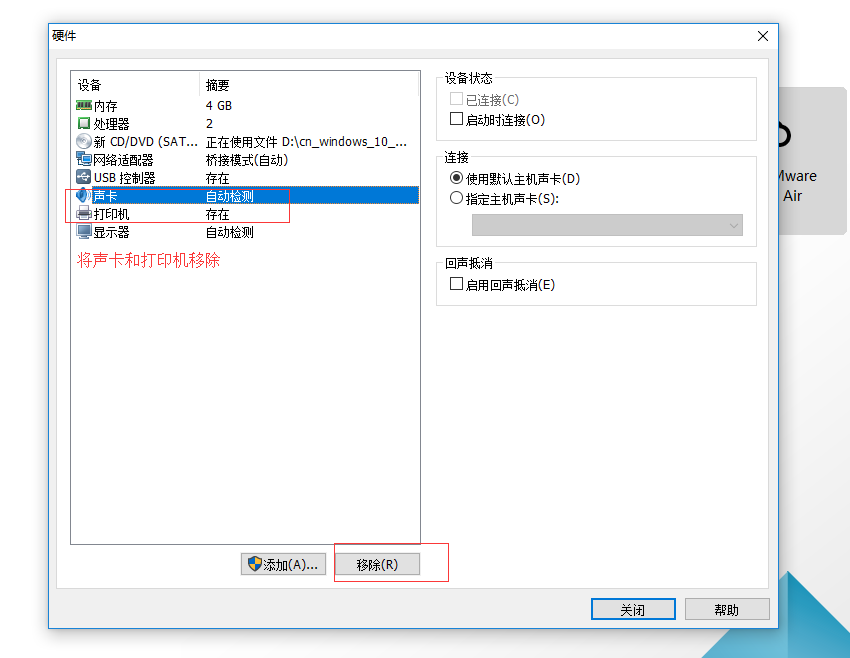 硬件
设备 摘要
内存 4 GB
处理器 2
新 CD/DVD (SAT... 正在使用文件 D:\cn_windows_10_...
网络适配器 桥接模式(自动)
USB 控制器 存在
声卡 自动检测
打印机 存在
显示器 自动检测
将声卡和打印机移除
添加(A)...
移除(R)
设备状态
已连接(C)
启动时连接(O)
连接
使用默认主机声卡(D)
指定主机声卡(S):
回声抵消
启用回声抵消(E)
关闭
帮助
Mware
Air